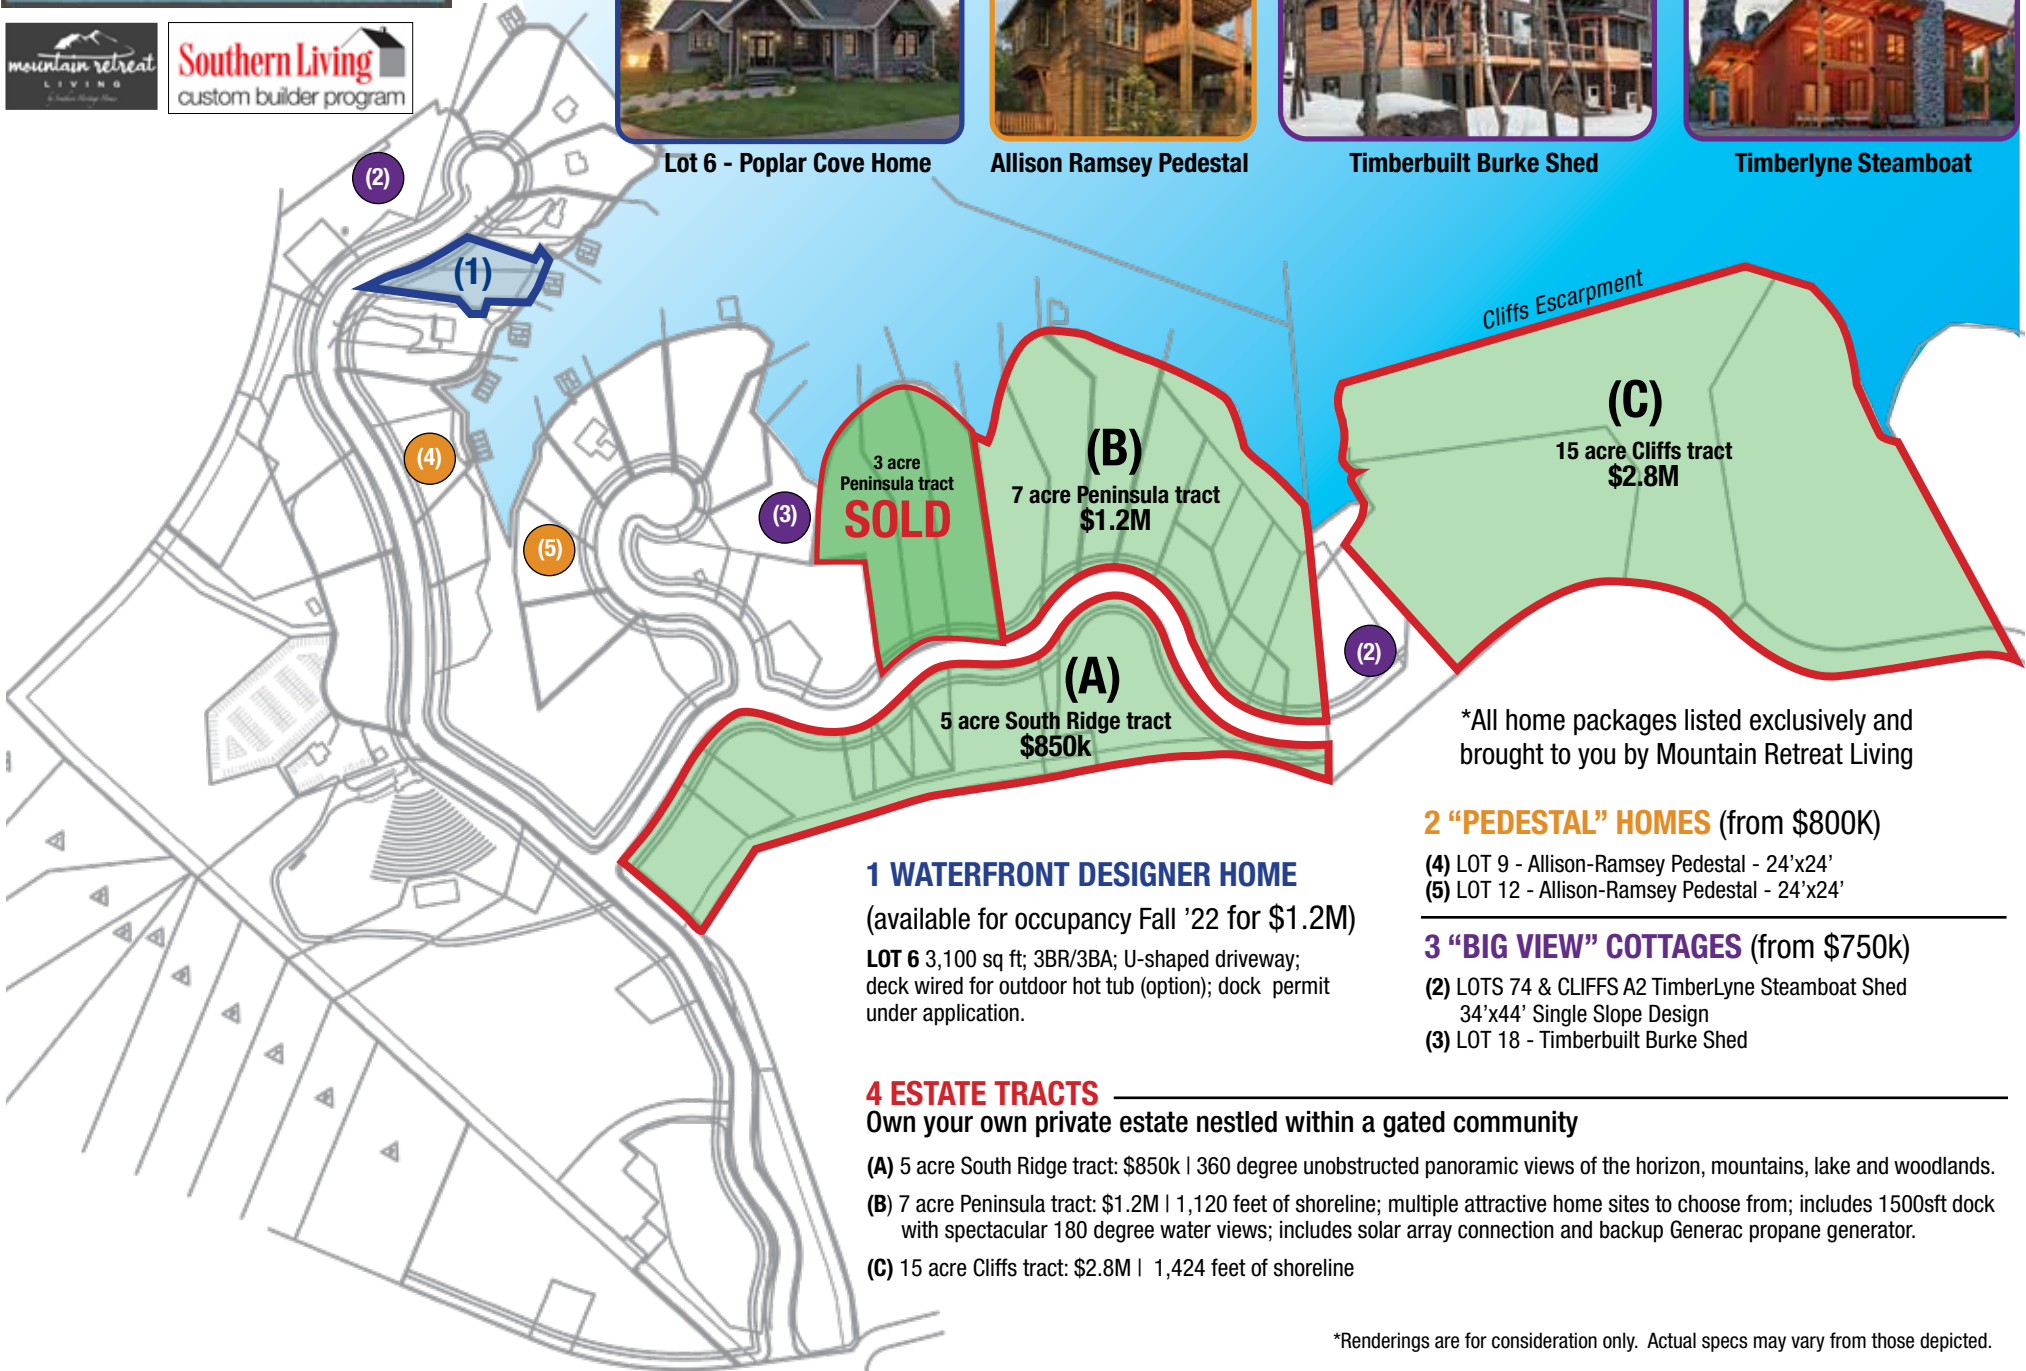 mountain retreat
LIVING
by Southern Heritage Homes
Southern Living
custom builder program
Lot 6 - Poplar Cove Home
Allison Ramsey Pedestal
Timberbuilt Burke Shed
Timberlyne Steamboat
(2)
(1)
Cliffs Escarpment
(C)
15 acre Cliffs tract
$2.8M
(4)
(B)
7 acre Peninsula tract
$1.2M
3 acre
Peninsula tract
SOLD
(3)
(5)
(2)
(A)
5 acre South Ridge tract
$850k
*All home packages listed exclusively and
brought to you by Mountain Retreat Living
2 “PEDESTAL” HOMES (from $800K)
(4) LOT 9 - Allison-Ramsey Pedestal - 24’x24’
(5) LOT 12 - Allison-Ramsey Pedestal - 24’x24’
1 WATERFRONT DESIGNER HOME
(available for occupancy Fall ’22 for $1.2M)
LOT 6 3,100 sq ft; 3BR/3BA; U-shaped driveway;
deck wired for outdoor hot tub (option); dock permit
under application.
3 “BIG VIEW” COTTAGES (from $750k)
(2) LOTS 74 & CLIFFS A2 TimberLyne Steamboat Shed
34’x44’ Single Slope Design
(3) LOT 18 - Timberbuilt Burke Shed
4 ESTATE TRACTS
Own your own private estate nestled within a gated community
(A) 5 acre South Ridge tract: $850k | 360 degree unobstructed panoramic views of the horizon, mountains, lake and woodlands.
(B) 7 acre Peninsula tract: $1.2M | 1,120 feet of shoreline; multiple attractive home sites to choose from; includes 1500sft dock
with spectacular 180 degree water views; includes solar array connection and backup Generac propane generator.
(C) 15 acre Cliffs tract: $2.8M | 1,424 feet of shoreline
*Renderings are for consideration only. Actual specs may vary from those depicted.